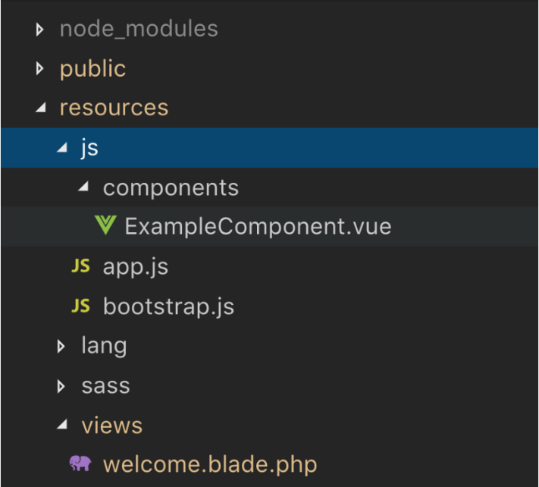 node_modules
public
resources
js
components
ExampleComponent.vue
JS app.js
JS bootstrap.js
lang
sass
views
welcome.blade.php